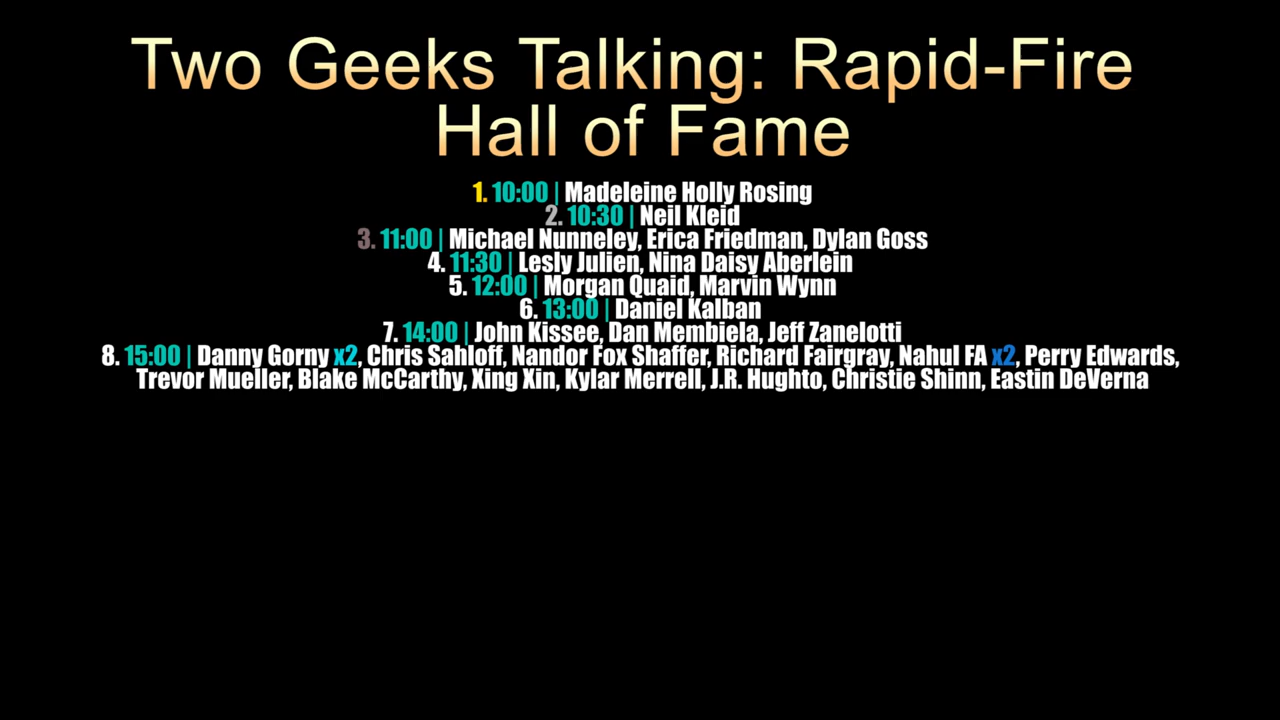 Two Geeks Talking: Rapid-Fire
Hall of Fame
1. 10:00 | Madeleine Holly Rosing
2. 10:30 | Neil Kleid
3. 11:00 | Michael Nunneley, Erica Friedman, Dylan Goss
4. 11:30 | Lesly Julien, Nina Daisy Aberlein
5. 12:00 | Morgan Quaid, Marvin Wynn
6. 13:00 | Daniel Kalban
7. 14:00 | John Kissee, Dan Membiela, Jeff Zanelotti
8. 15:00 | Danny Gorny x2, Chris Sahloff, Nandor Fox Shaffer, Richard Fairgray, Nahul FA x2, Perry Edwards,
Trevor Mueller, Blake McCarthy, Xing Xin, Kylar Merrell, J.R. Hughto, Christie Shinn, Eastin DeVerna